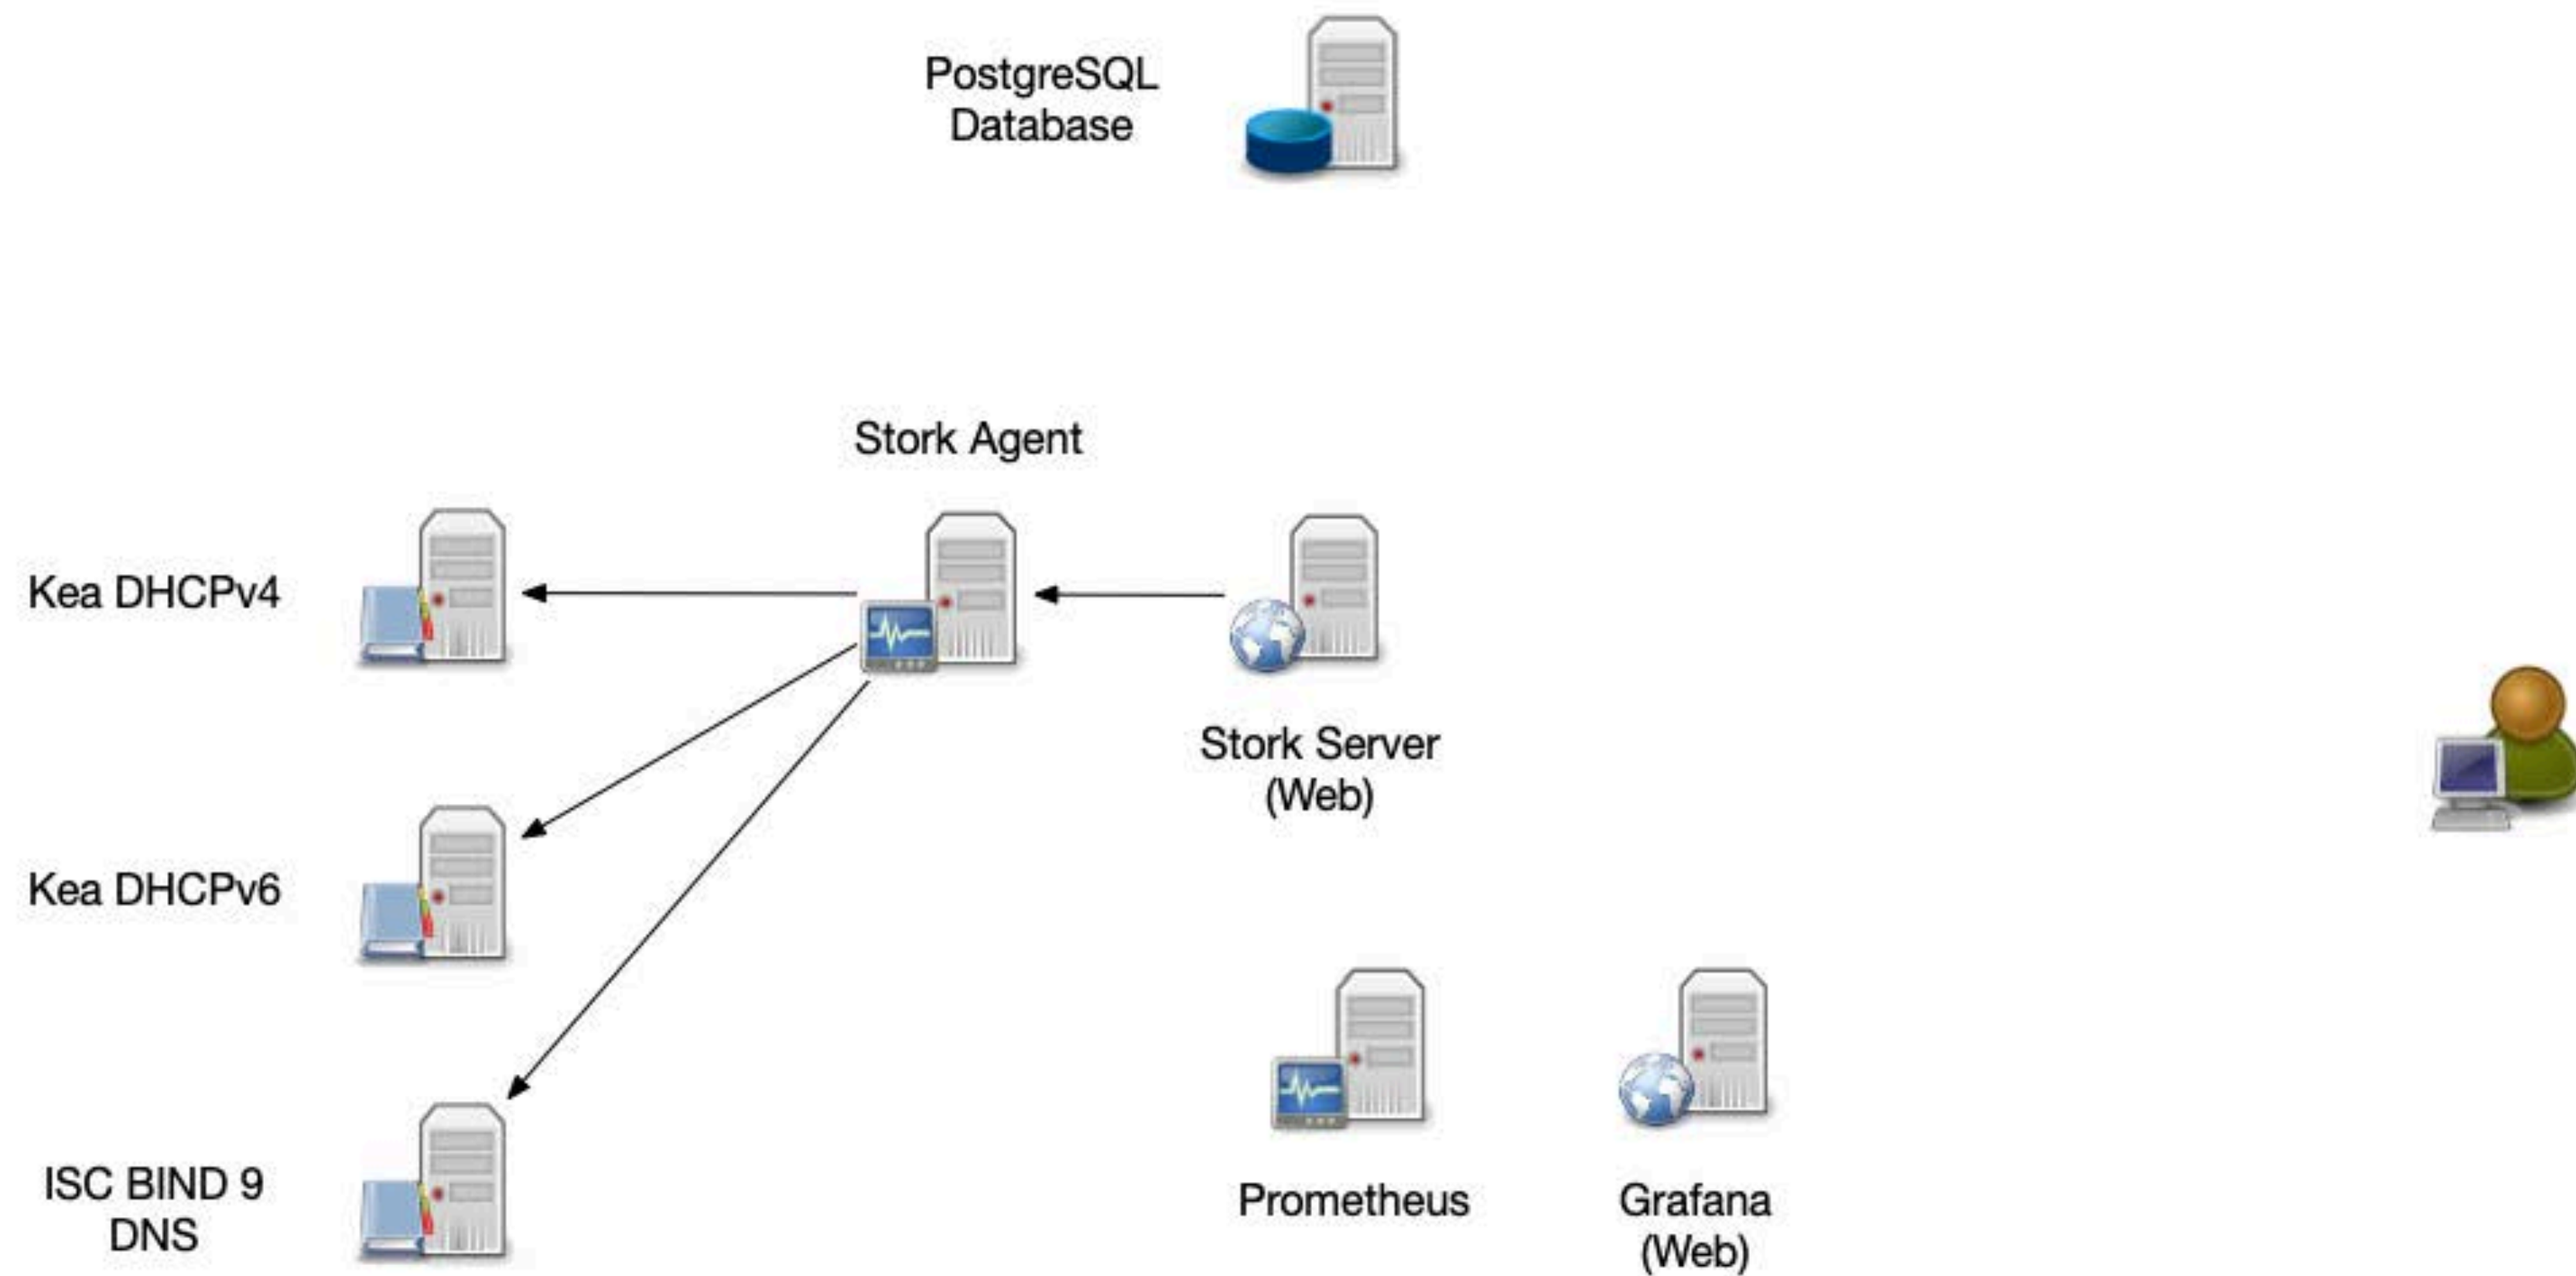 PostgreSQL
Database
Stork Agent
Kea DHCPv4
Stork Server
(Web)
Kea DHCPv6
ISC BIND 9
DNS
Prometheus
Grafana
(Web)